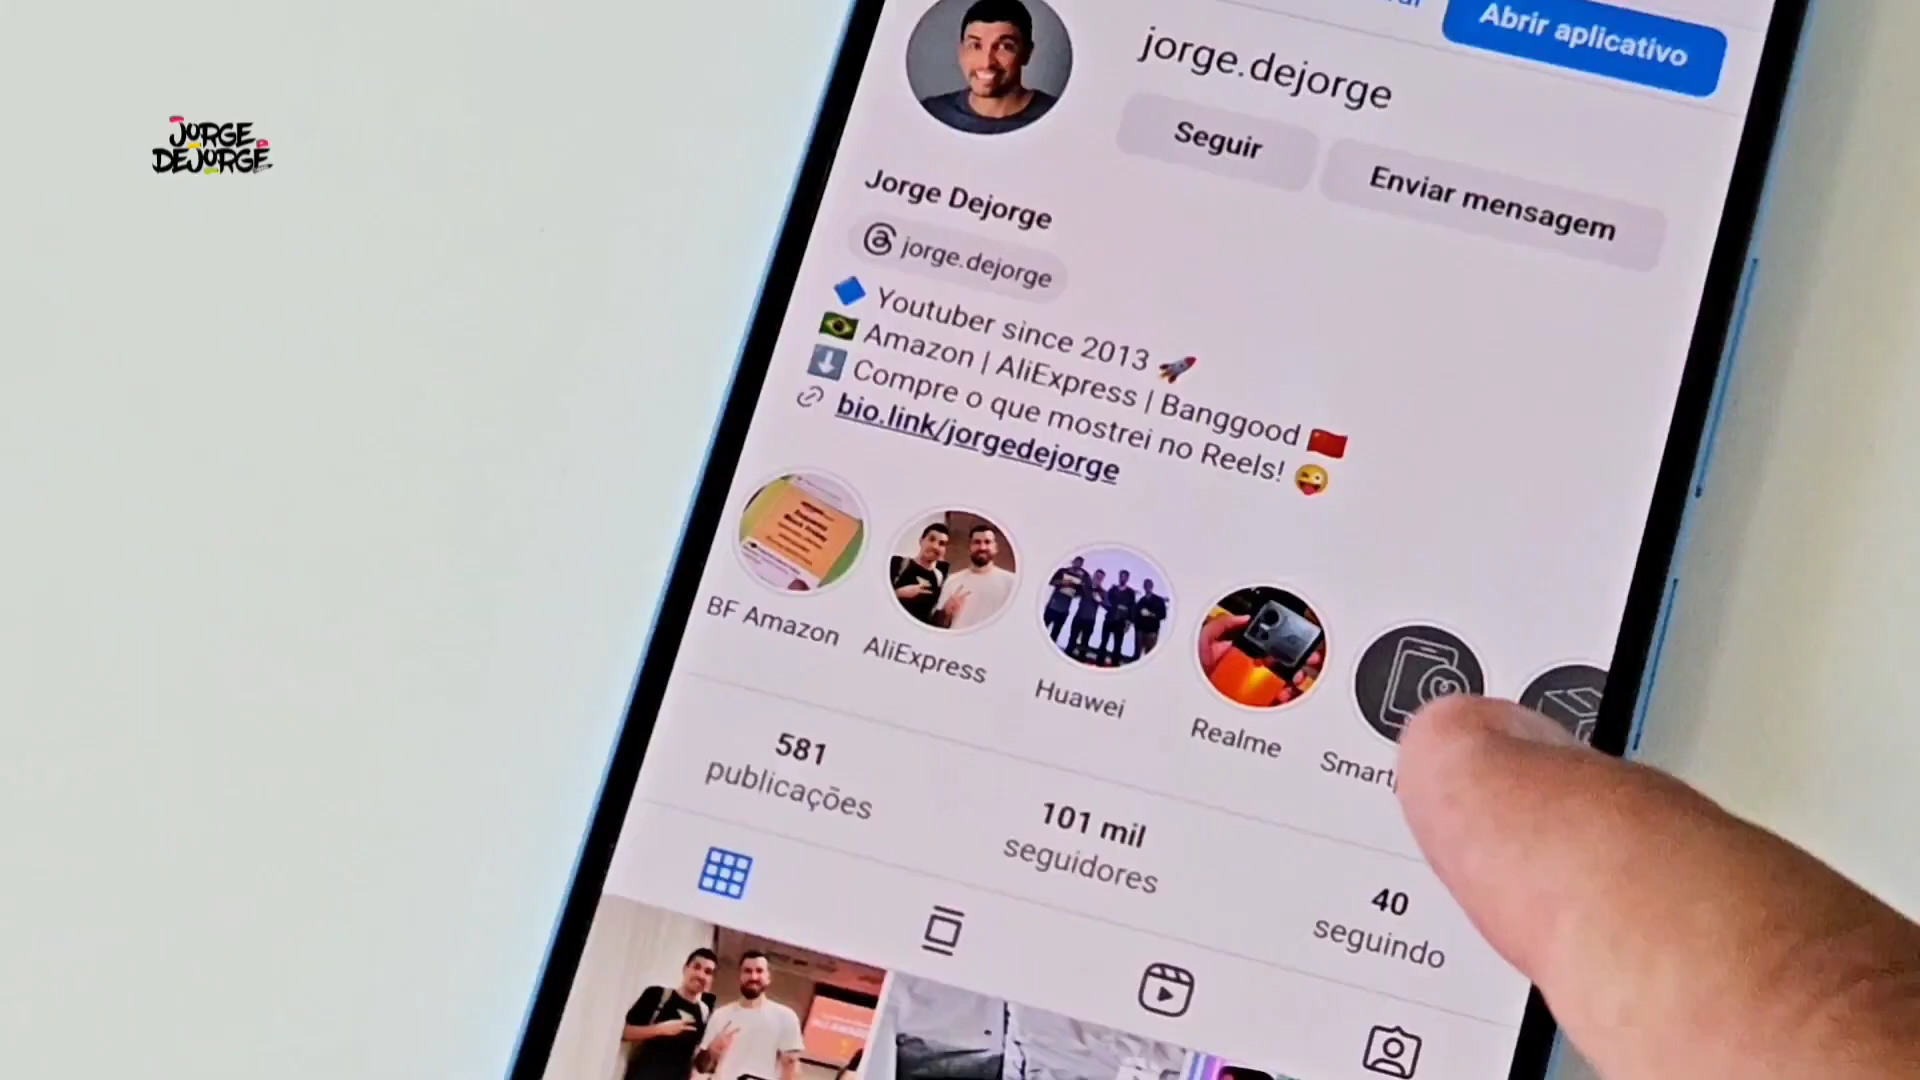 JORGE
DEJORGE
Abrir aplicativo
jorge.dejorge
Seguir
Enviar mensagem
Jorge Dejorge
jorge.dejorge
Youtuber since 2013 🚀
Amazon | AliExpress | Banggood
Compre o que mostrei no Reels! 😜
bio.link/jorgedejorge
BF Amazon
AliExpress
Huawei
Realme
581
publicações
101 mil
seguidores
40
seguindo